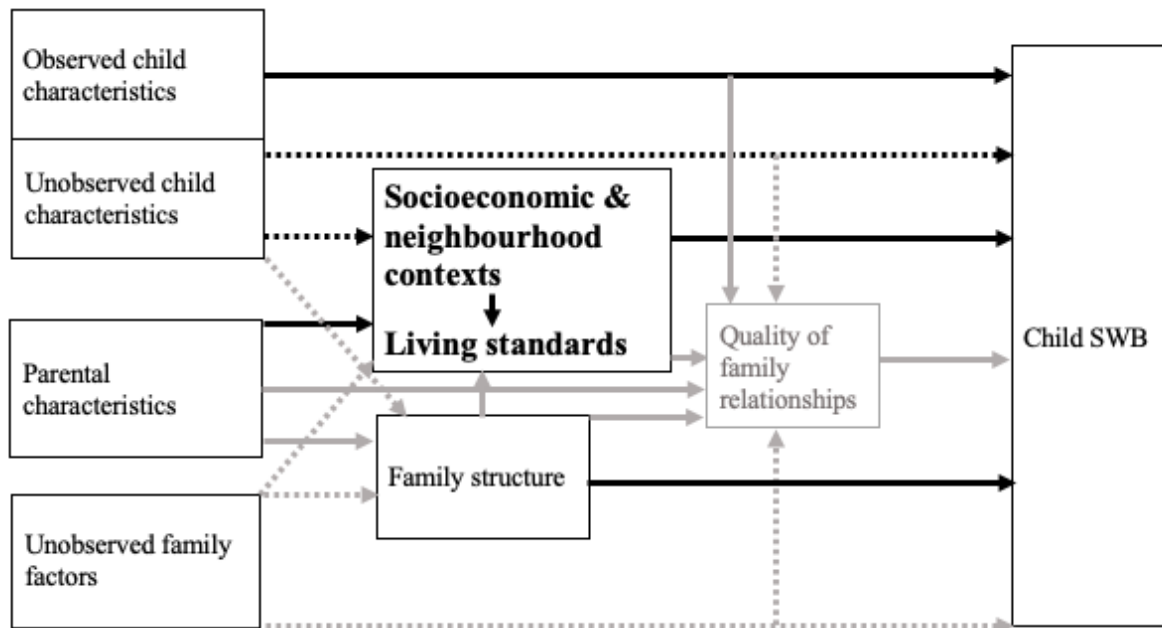 Observed child
characteristics
Unobserved child
characteristics
Socioeconomic &
neighbourhood
contexts
Living standards
Parental
characteristics
Quality of
family
relationships
Child SWB
Family structure
Unobserved family
factors